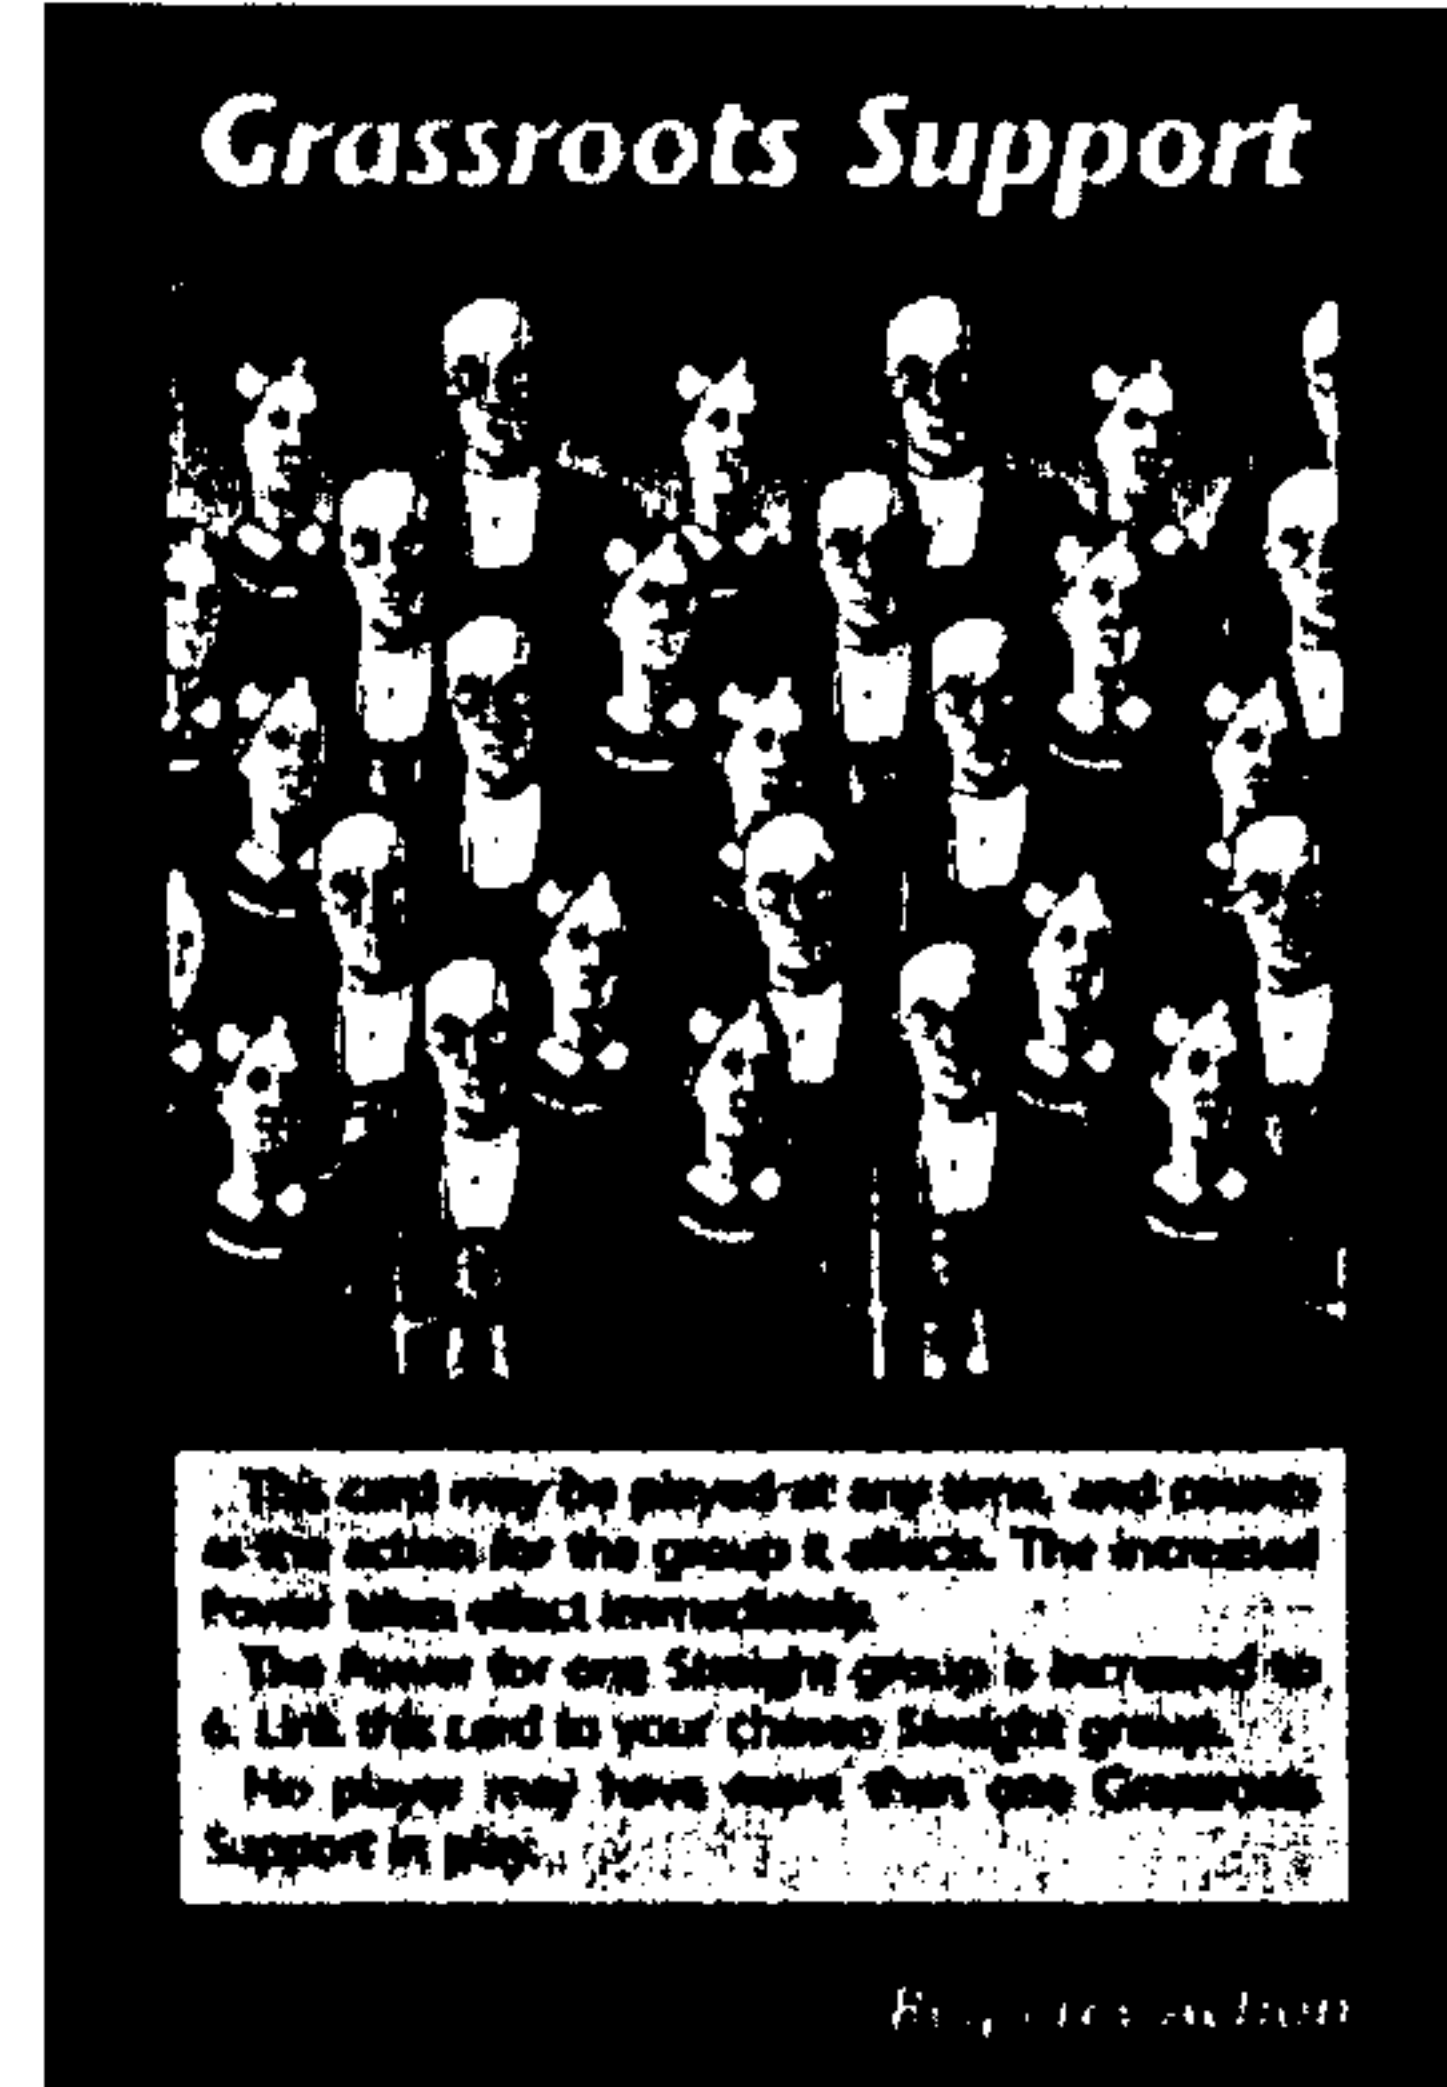 Grassroots Support
This card may be played at any time, and counts
as the action for the group it affects. The increased
Power takes effect immediately.
The Power for any Straight group is increased to
6. Link this card to your chosen Straight group.
No player may have more than one Grassroots
Support in play.